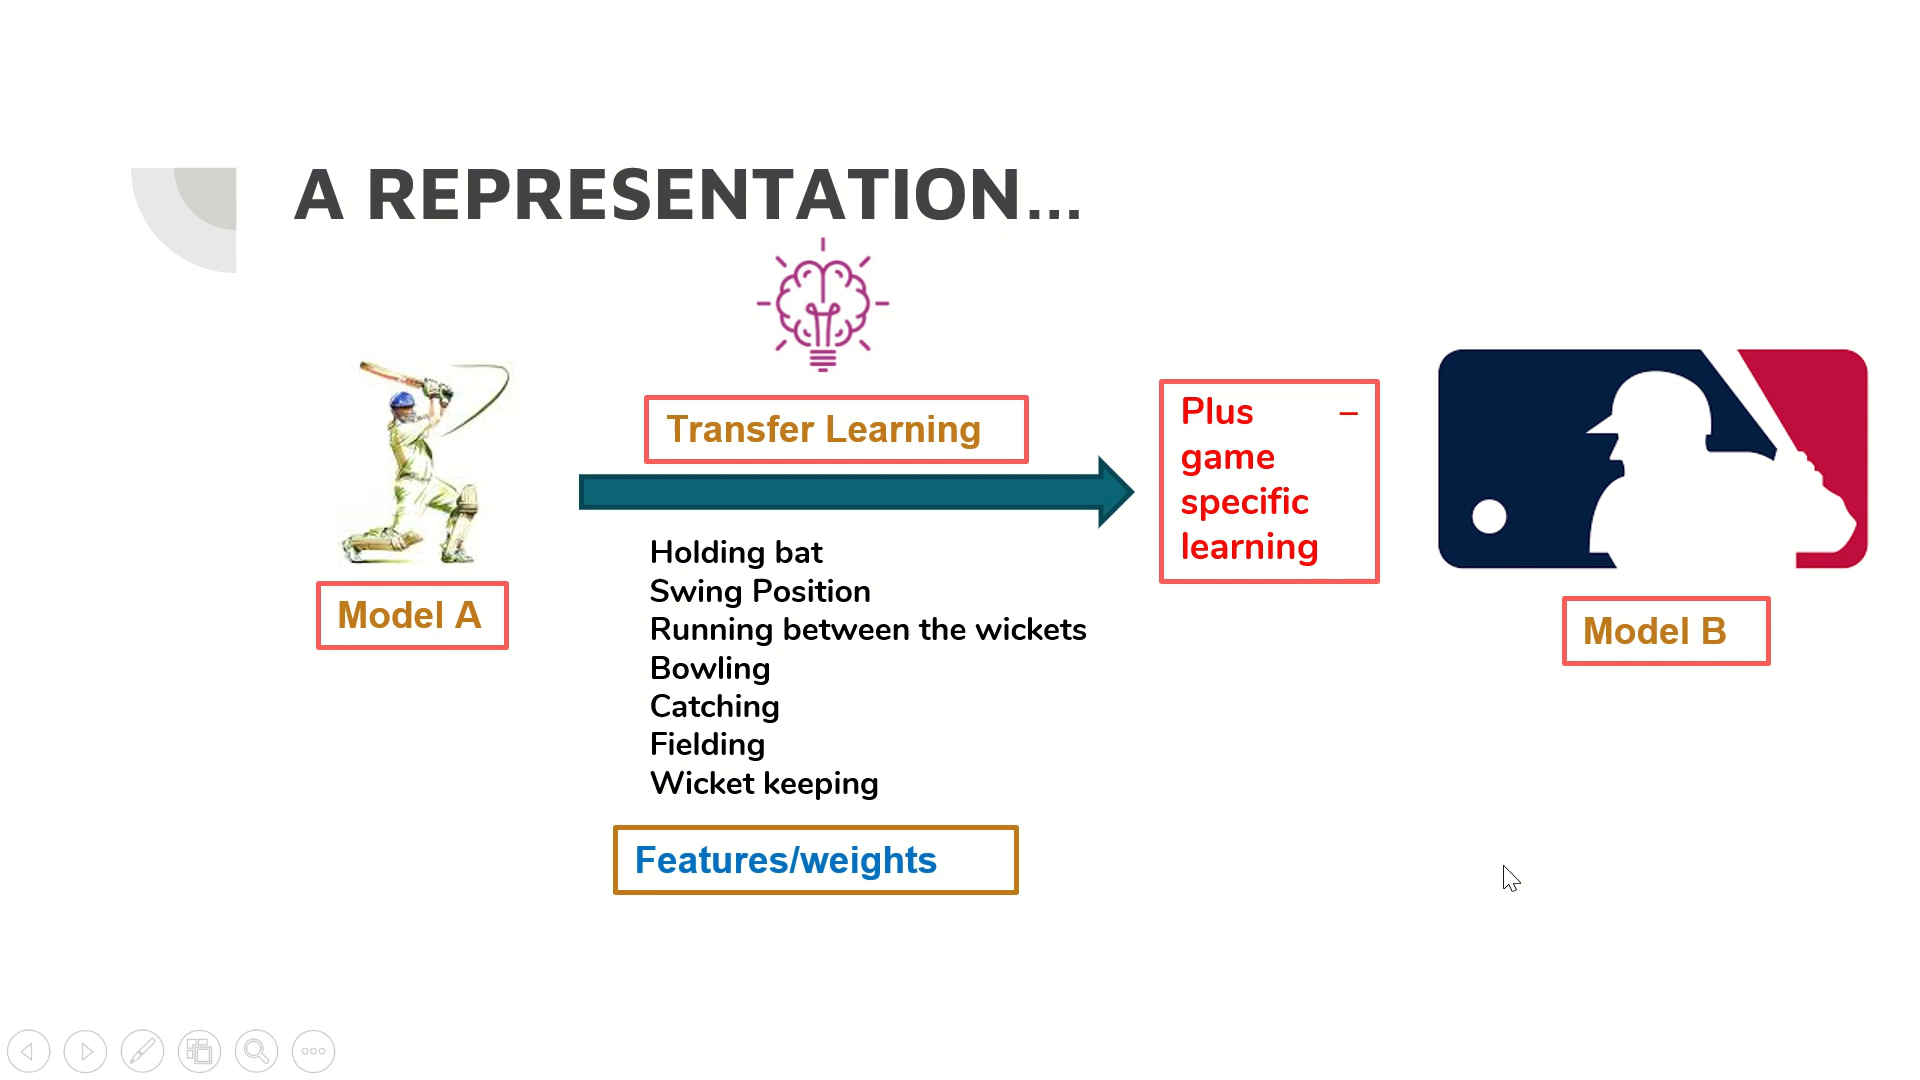 A REPRESENTATION...
Transfer Learning
Plus –
game
specific
learning
Holding bat
Swing Position
Running between the wickets
Bowling
Catching
Fielding
Wicket keeping
Model A
Model B
Features/weights